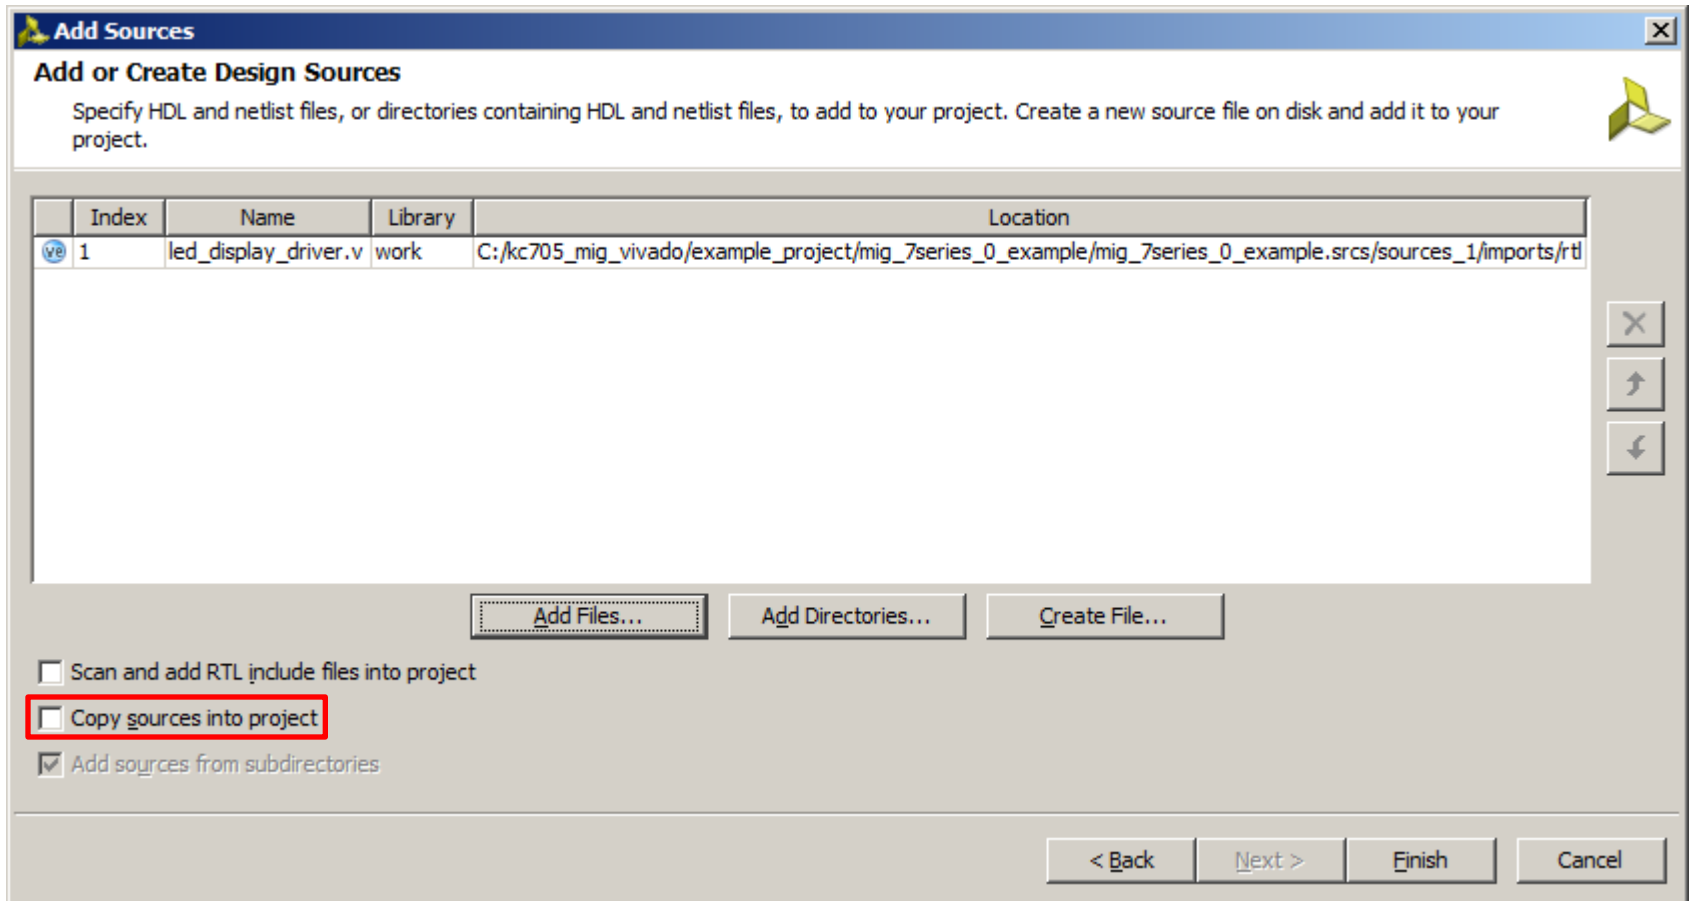 Add Sources
Add or Create Design Sources
Specify HDL and netlist files, or directories containing HDL and netlist files, to add to your project. Create a new source file on disk and add it to your
project.
Index Name Library Location
ve 1 led_display_driver.v work C:/kc705_mig_vivado/example_project/mig_7series_0_example/mig_7series_0_example.srcs/sources_1/imports/rtl
Add Files... Add Directories... Create File...
Scan and add RTL include files into project
Copy sources into project
Add sources from subdirectories
< Back Next > Finish Cancel